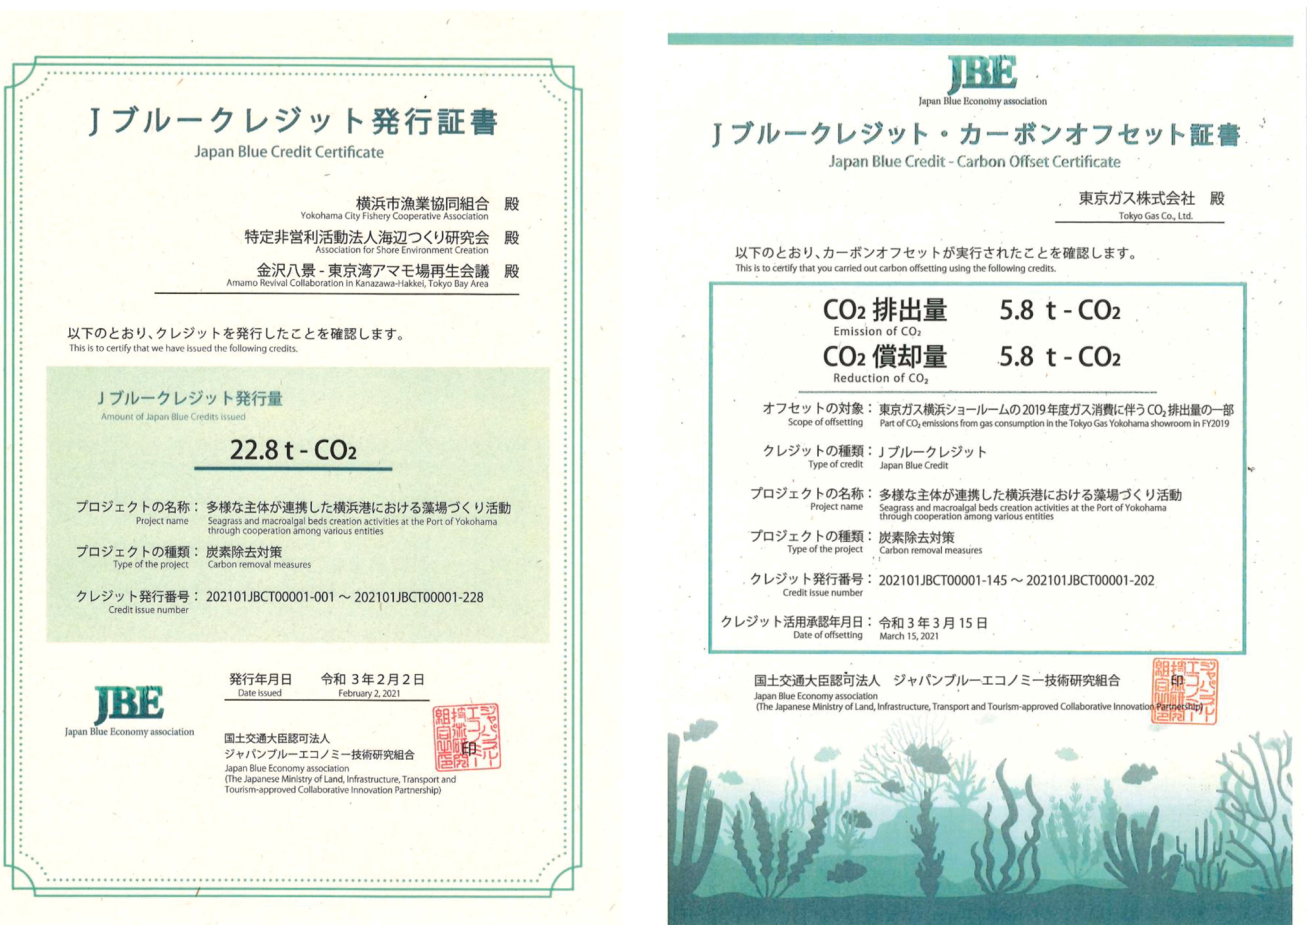 Jブルークレジット発行証書
Japan Blue Credit Certificate
横浜市漁業協同組合 殿
Yokohama City Fishery Cooperative Association
特定非営利活動法人海辺つくり研究会 殿
Association for Shore Environment Creation
金沢八景-東京湾アマモ場再生会議 殿
Amamo Revival Collaboration in Kanazawa-Hakkei, Tokyo Bay Area
以下のとおり、クレジットを発行したことを確認します。
This is to certify that we have issued the following credits.
Jブルークレジット発行量
Amount of Japan Blue Credits issued
22.8 t - CO₂
プロジェクトの名称： 多様な主体が連携した横浜港における藻場づくり活動
Project name Seagrass and macroalgal beds creation activities at the Port of Yokohama
through cooperation among various entities
プロジェクトの種類： 炭素除去対策
Type of the project Carbon removal measures
クレジット発行番号： 202101JBCT00001-001 ～ 202101JBCT00001-228
Credit issue number
発行年月日 令和 3年2月2日
Date issued February 2, 2021
JBE
Japan Blue Economy association
国土交通大臣認可法人
ジャパンブルーエコノミー技術研究組合
印
Japan Blue Economy association
(The Japanese Ministry of Land, Infrastructure, Transport and
Tourism-approved Collaborative Innovation Partnership)
JBE
Japan Blue Economy association
Jブルークレジット・カーボンオフセット証書
Japan Blue Credit - Carbon Offset Certificate
東京ガス株式会社 殿
Tokyo Gas Co., Ltd.
以下のとおり、カーボンオフセットが実行されたことを確認します。
This is to certify that you carried out carbon offsetting using the following credits.
CO₂ 排出量 5.8 t - CO₂
Emission of CO₂
CO₂ 償却量 5.8 t - CO₂
Reduction of CO₂
オフセットの対象： 東京ガス横浜ショールームの2019年度ガス消費に伴うCO₂排出量の一部
Scope of offsetting Part of CO₂ emissions from gas consumption in the Tokyo Gas Yokohama showroom in FY2019
クレジットの種類： Jブルークレジット
Type of credit Japan Blue Credit
プロジェクトの名称： 多様な主体が連携した横浜港における藻場づくり活動
Project name Seagrass and macroalgal beds creation activities at the Port of Yokohama
through cooperation among various entities
プロジェクトの種類： 炭素除去対策
Type of the project Carbon removal measures
クレジット発行番号： 202101JBCT00001-145 ～ 202101JBCT00001-202
Credit issue number
クレジット活用承認年月日： 令和3年3月15日
Date of offsetting March 15, 2021
国土交通大臣認可法人 ジャパンブルーエコノミー技術研究組合 印
Japan Blue Economy association
(The Japanese Ministry of Land, Infrastructure, Transport and Tourism-approved Collaborative Innovation Partnership)